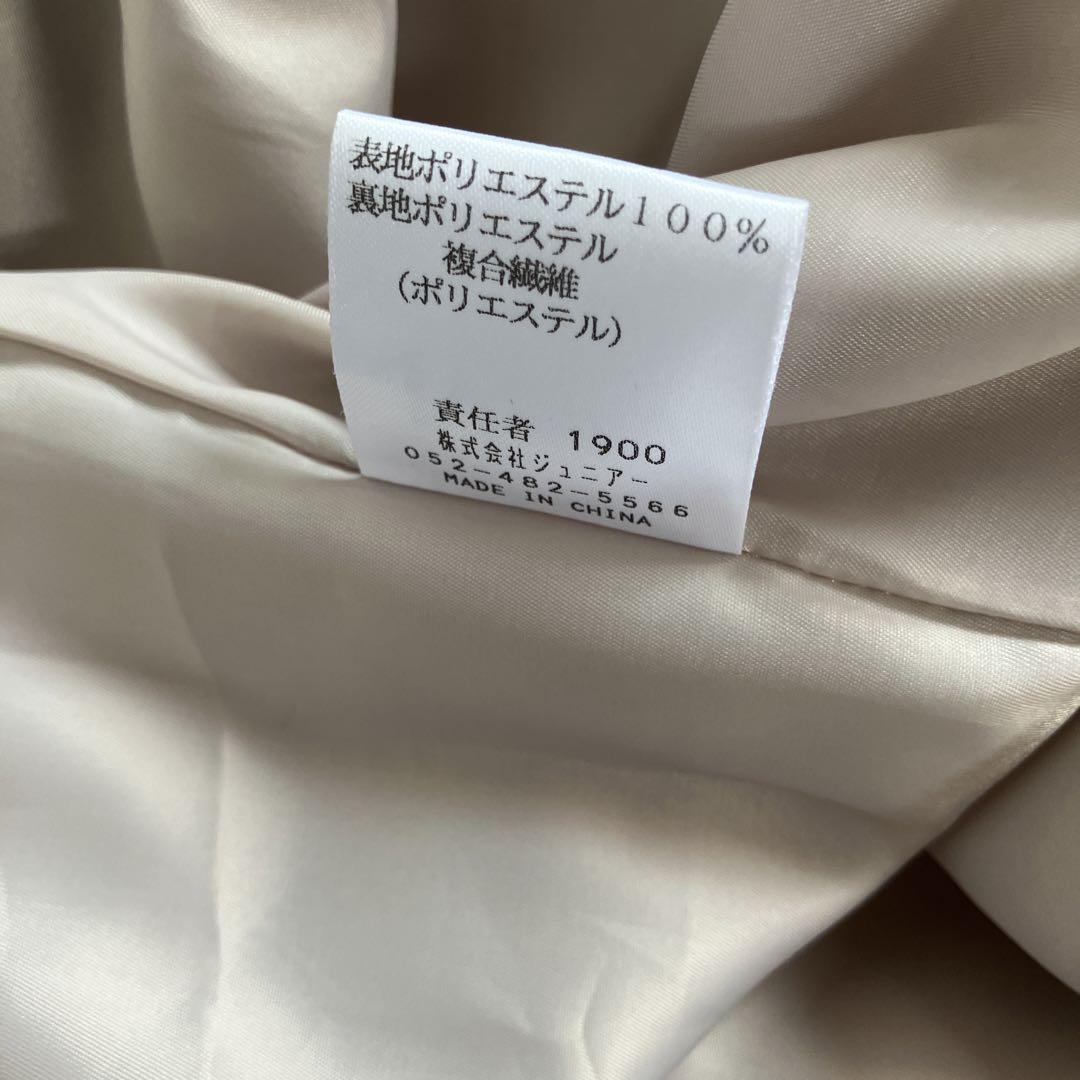 表地ポリエステル１００％
裏地ポリエステル
複合繊維
（ポリエステル）
責任者 1900
株式会社ジュニアー
052-482-5566
MADE IN CHINA